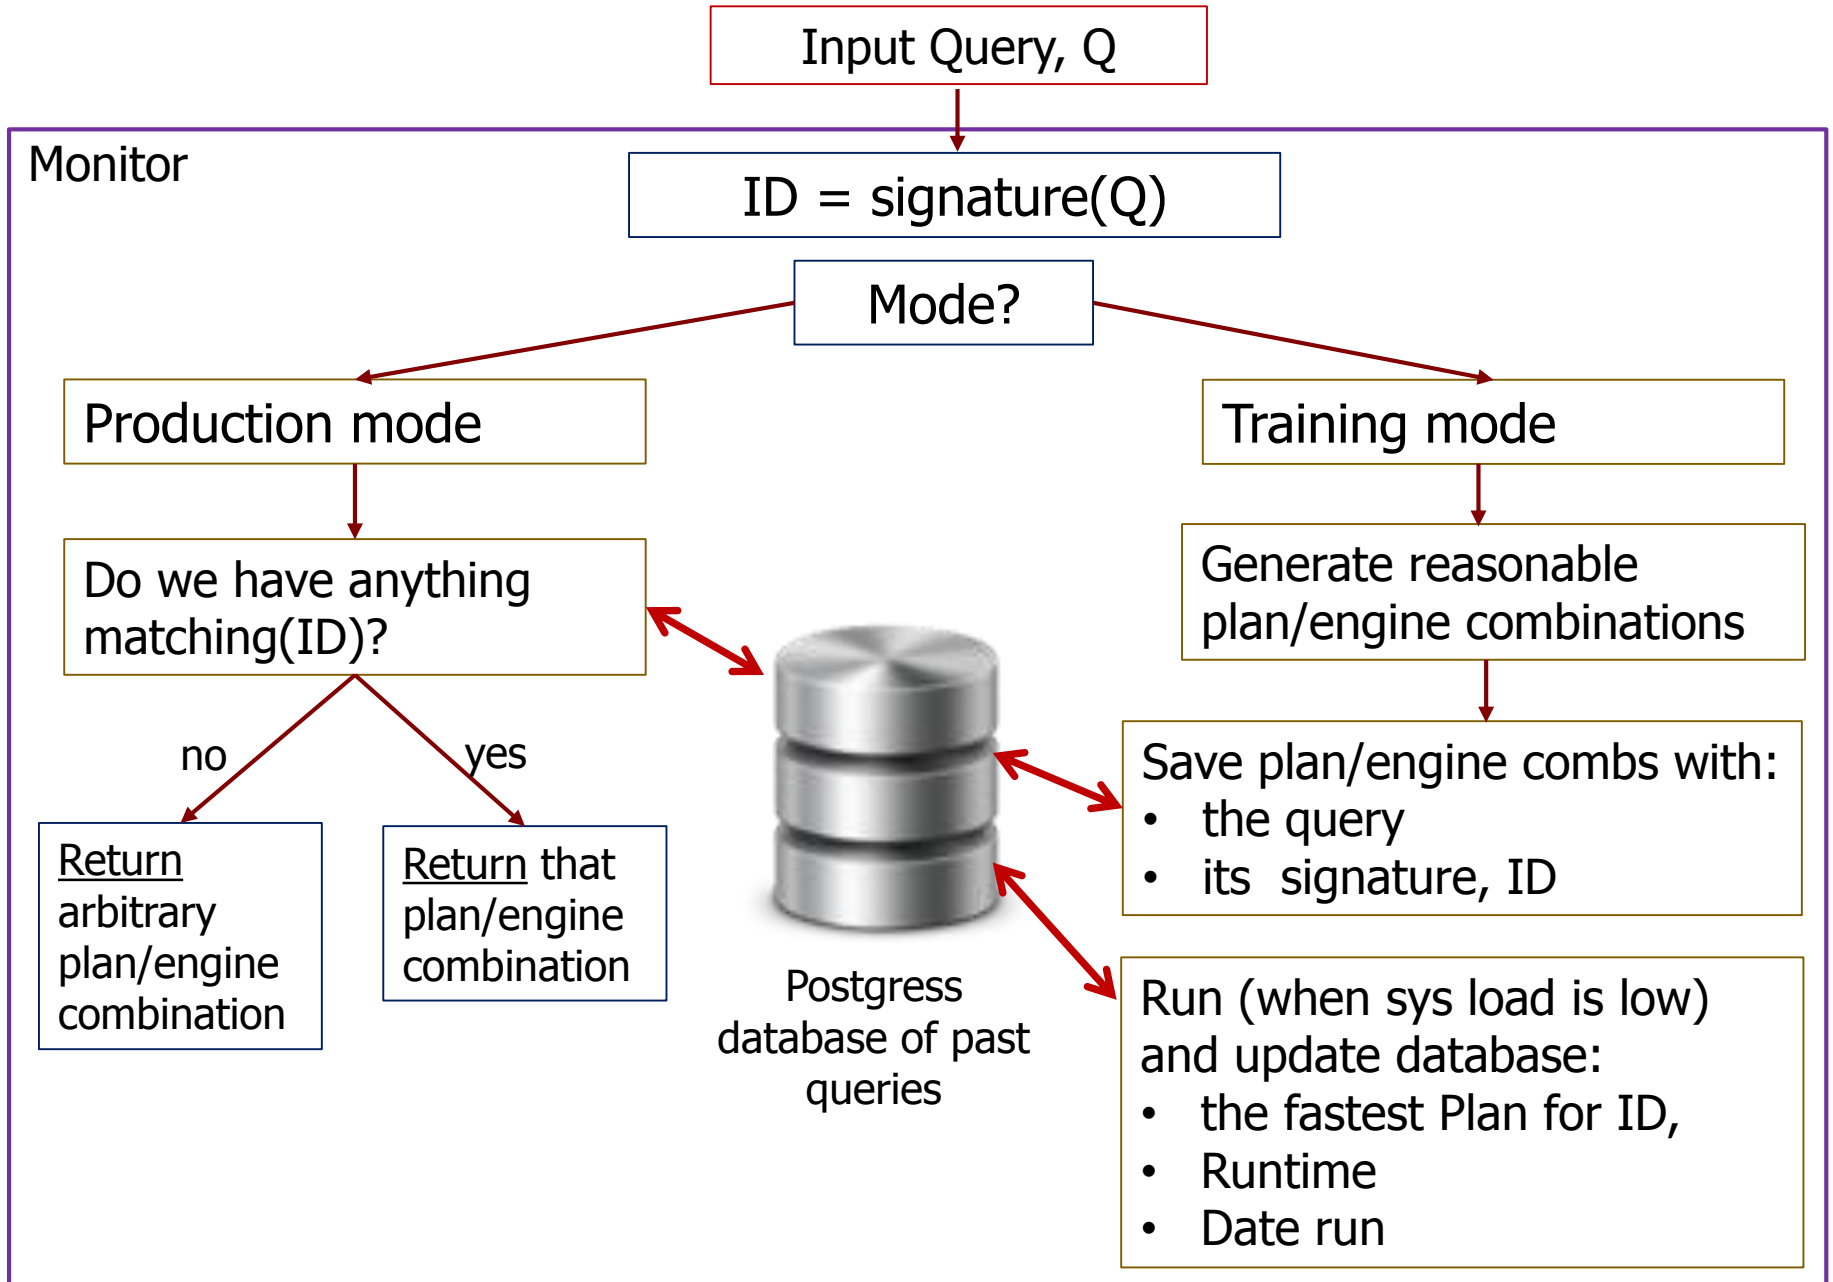 Input Query, Q
Monitor
ID = signature(Q)
Mode?
Production mode
Training mode
Do we have anything
matching(ID)?
Generate reasonable
plan/engine combinations
no
yes
Return
arbitrary
plan/engine
combination
Return that
plan/engine
combination
Postgress
database of past
queries
Save plan/engine combs with:
• the query
• its signature, ID
Run (when sys load is low)
and update database:
• the fastest Plan for ID,
• Runtime
• Date run